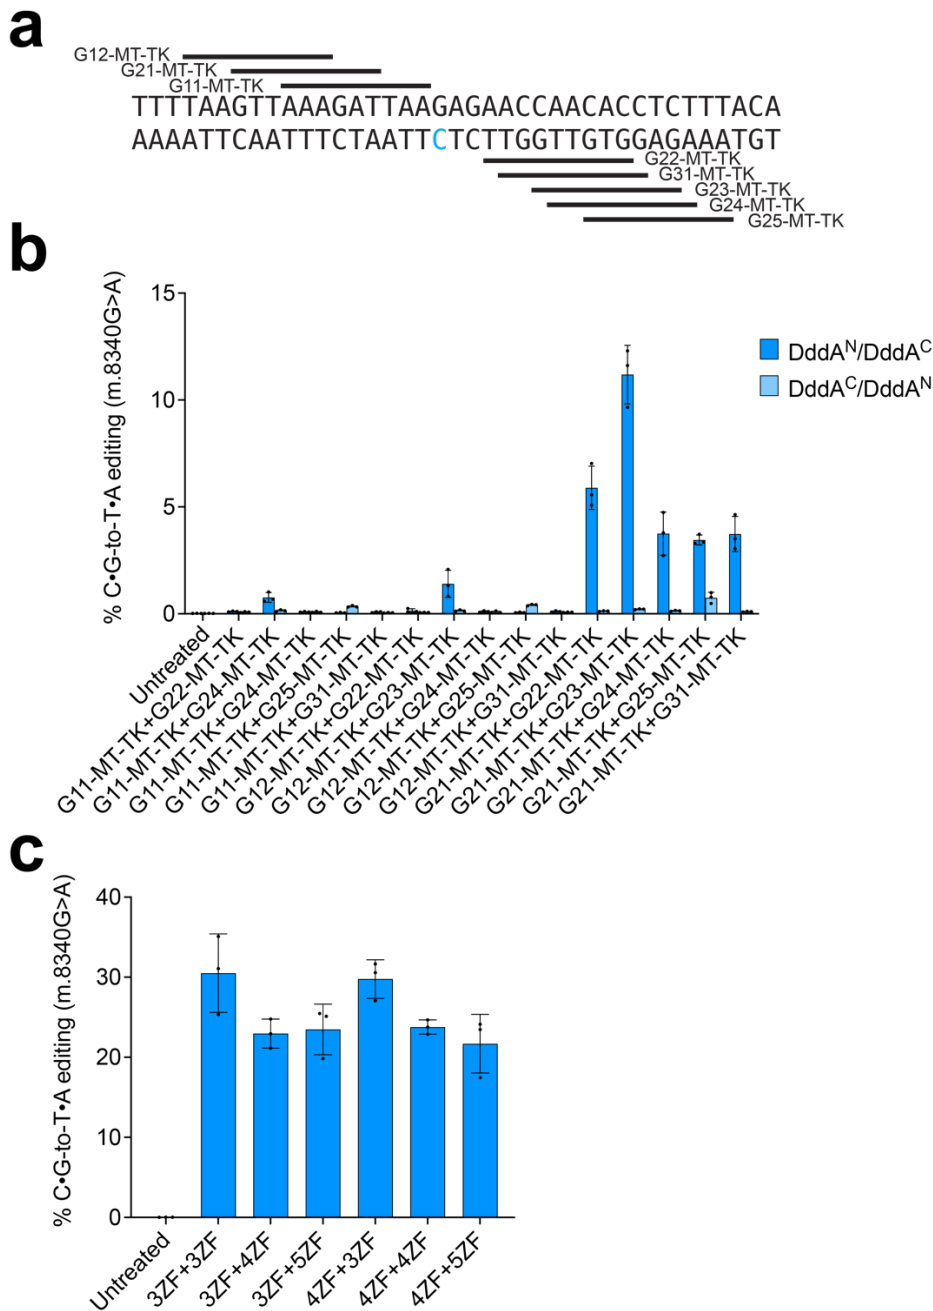 a
G12-MT-TK
G21-MT-TK
G11-MT-TK
TTTTAAGTTAAAGATTAAGAGAACCAACACCTCTTTACA
AAAATTCAATTTCTAATTCTCTTGGTTGTGGAGAAATGT
G22-MT-TK
G31-MT-TK
G23-MT-TK
G24-MT-TK
G25-MT-TK
b
% C•G-to-T•A editing (m.8340G>A)
15
10
5
0
DddAᴺ/DddAᶜ
DddAᶜ/DddAᴺ
Untreated
G11-MT-TK+G22-MT-TK
G11-MT-TK+G24-MT-TK
G11-MT-TK+G24-MT-TK
G11-MT-TK+G25-MT-TK
G11-MT-TK+G31-MT-TK
G12-MT-TK+G22-MT-TK
G12-MT-TK+G23-MT-TK
G12-MT-TK+G24-MT-TK
G12-MT-TK+G25-MT-TK
G12-MT-TK+G31-MT-TK
G21-MT-TK+G22-MT-TK
G21-MT-TK+G23-MT-TK
G21-MT-TK+G24-MT-TK
G21-MT-TK+G25-MT-TK
G21-MT-TK+G31-MT-TK
c
% C•G-to-T•A editing (m.8340G>A)
40
30
20
10
0
Untreated
3ZF+3ZF
3ZF+4ZF
3ZF+5ZF
4ZF+3ZF
4ZF+4ZF
4ZF+5ZF